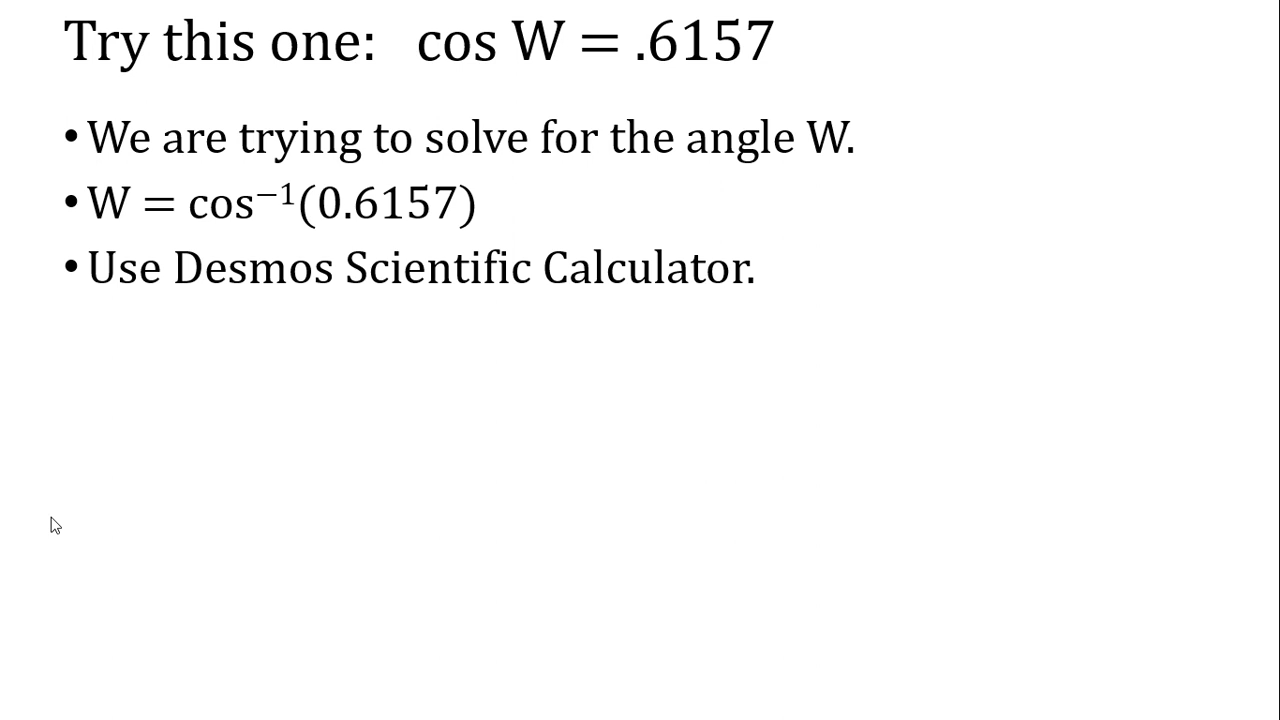 Try this one: cos W = .6157
• We are trying to solve for the angle W.
• W = cos⁻¹(0.6157)
• Use Desmos Scientific Calculator.